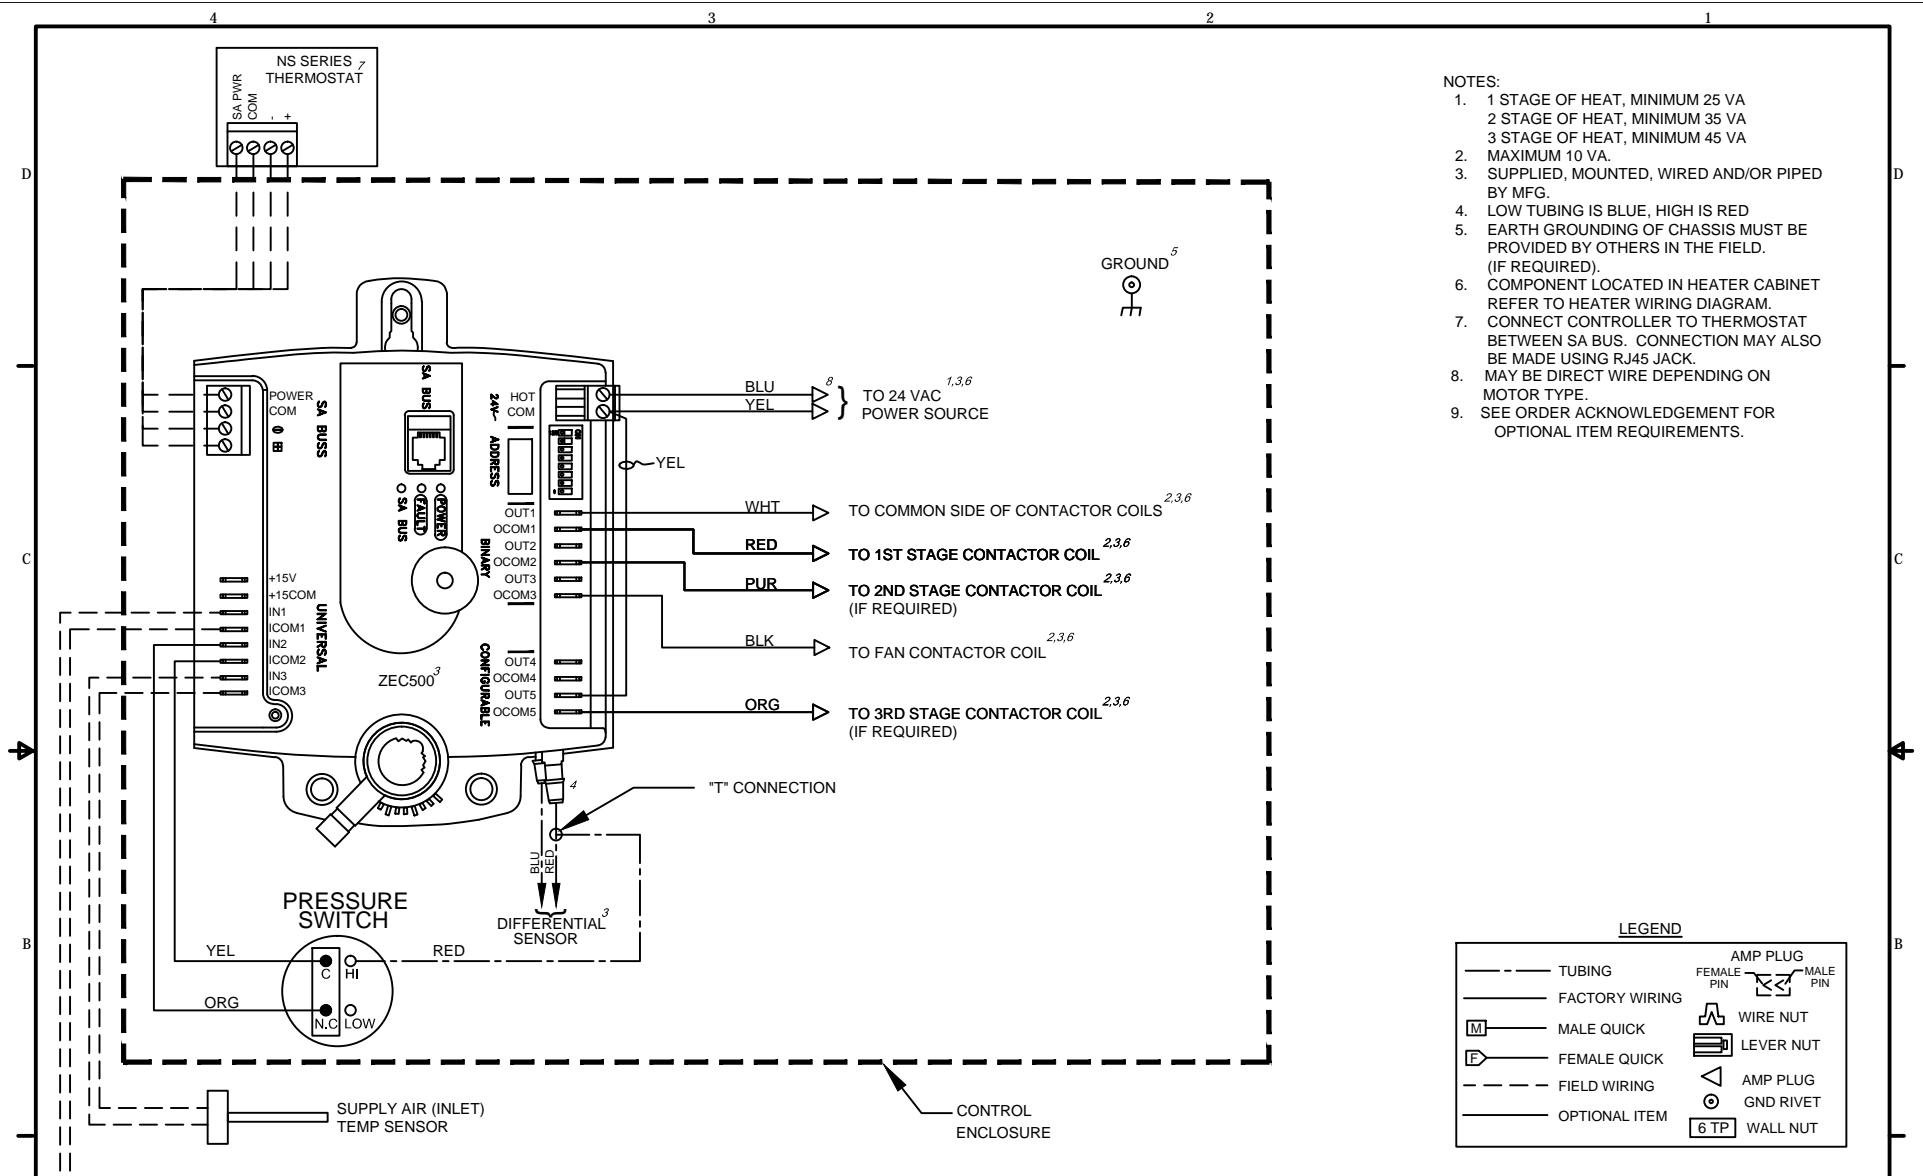 4 3 2 1
NS SERIES 7
THERMOSTAT
SA PWR
COM
-
+
D
D
NOTES:
1. 1 STAGE OF HEAT, MINIMUM 25 VA
2 STAGE OF HEAT, MINIMUM 35 VA
3 STAGE OF HEAT, MINIMUM 45 VA
2. MAXIMUM 10 VA.
3. SUPPLIED, MOUNTED, WIRED AND/OR PIPED
BY MFG.
4. LOW TUBING IS BLUE, HIGH IS RED
5. EARTH GROUNDING OF CHASSIS MUST BE
PROVIDED BY OTHERS IN THE FIELD.
(IF REQUIRED).
6. COMPONENT LOCATED IN HEATER CABINET
REFER TO HEATER WIRING DIAGRAM.
7. CONNECT CONTROLLER TO THERMOSTAT
BETWEEN SA BUS. CONNECTION MAY ALSO
BE MADE USING RJ45 JACK.
8. MAY BE DIRECT WIRE DEPENDING ON
MOTOR TYPE.
9. SEE ORDER ACKNOWLEDGEMENT FOR
OPTIONAL ITEM REQUIREMENTS.
GROUND 5
POWER
COM
SA BUSS
SA BUS
24V~
HOT
COM
ADDRESS
ON
BLU
YEL
8
TO 24 VAC 1,3,6
POWER SOURCE
YEL
SA BUS
FAULT
POWER
BINARY
OUT1
OCOM1
OUT2
OCOM2
OUT3
OCOM3
WHT TO COMMON SIDE OF CONTACTOR COILS 2,3,6
RED TO 1ST STAGE CONTACTOR COIL 2,3,6
PUR TO 2ND STAGE CONTACTOR COIL 2,3,6
(IF REQUIRED)
BLK TO FAN CONTACTOR COIL 2,3,6
C
C
+15V
+15COM
IN1
ICOM1
IN2
ICOM2
IN3
ICOM3
UNIVERSAL
ZEC500 3
CONFIGURABLE
OUT4
OCOM4
OUT5
OCOM5
ORG TO 3RD STAGE CONTACTOR COIL 2,3,6
(IF REQUIRED)
4
"T" CONNECTION
BLU
RED
DIFFERENTIAL 3
SENSOR
PRESSURE
SWITCH
YEL
RED
C HI
ORG
N.C LOW
B
B
SUPPLY AIR (INLET)
TEMP SENSOR
CONTROL
ENCLOSURE
LEGEND
TUBING
FACTORY WIRING
M MALE QUICK
F FEMALE QUICK
FIELD WIRING
OPTIONAL ITEM
AMP PLUG
FEMALE
PIN
MALE
PIN
WIRE NUT
LEVER NUT
AMP PLUG
GND RIVET
6 TP WALL NUT